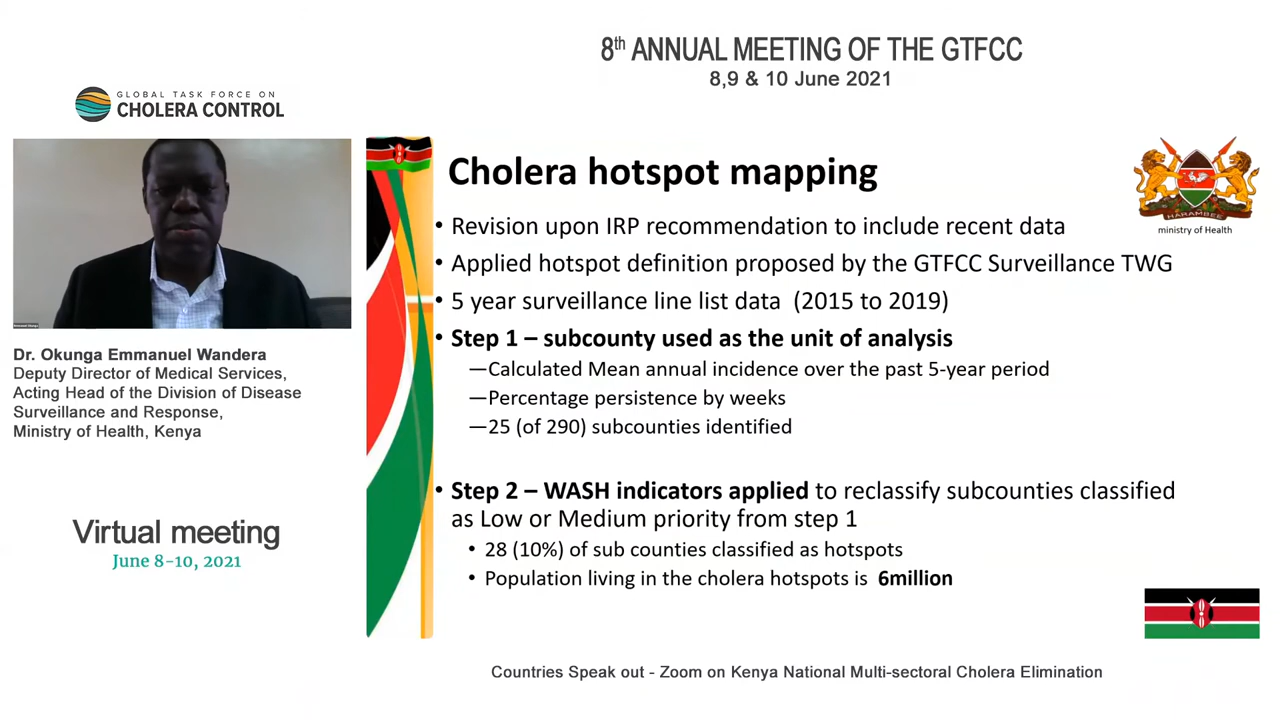 8th ANNUAL MEETING OF THE GTFCC
8,9 & 10 June 2021
GLOBAL TASK FORCE ON
CHOLERA CONTROL
Dr. Okunga Emmanuel Wandera
Deputy Director of Medical Services,
Acting Head of the Division of Disease
Surveillance and Response,
Ministry of Health, Kenya
Virtual meeting
June 8-10, 2021
Cholera hotspot mapping
HARAMBEE
ministry of Health
• Revision upon IRP recommendation to include recent data
• Applied hotspot definition proposed by the GTFCC Surveillance TWG
• 5 year surveillance line list data (2015 to 2019)
• Step 1 – subcounty used as the unit of analysis
—Calculated Mean annual incidence over the past 5-year period
—Percentage persistence by weeks
—25 (of 290) subcounties identified
• Step 2 – WASH indicators applied to reclassify subcounties classified
as Low or Medium priority from step 1
• 28 (10%) of sub counties classified as hotspots
• Population living in the cholera hotspots is 6million
Countries Speak out - Zoom on Kenya National Multi-sectoral Cholera Elimination